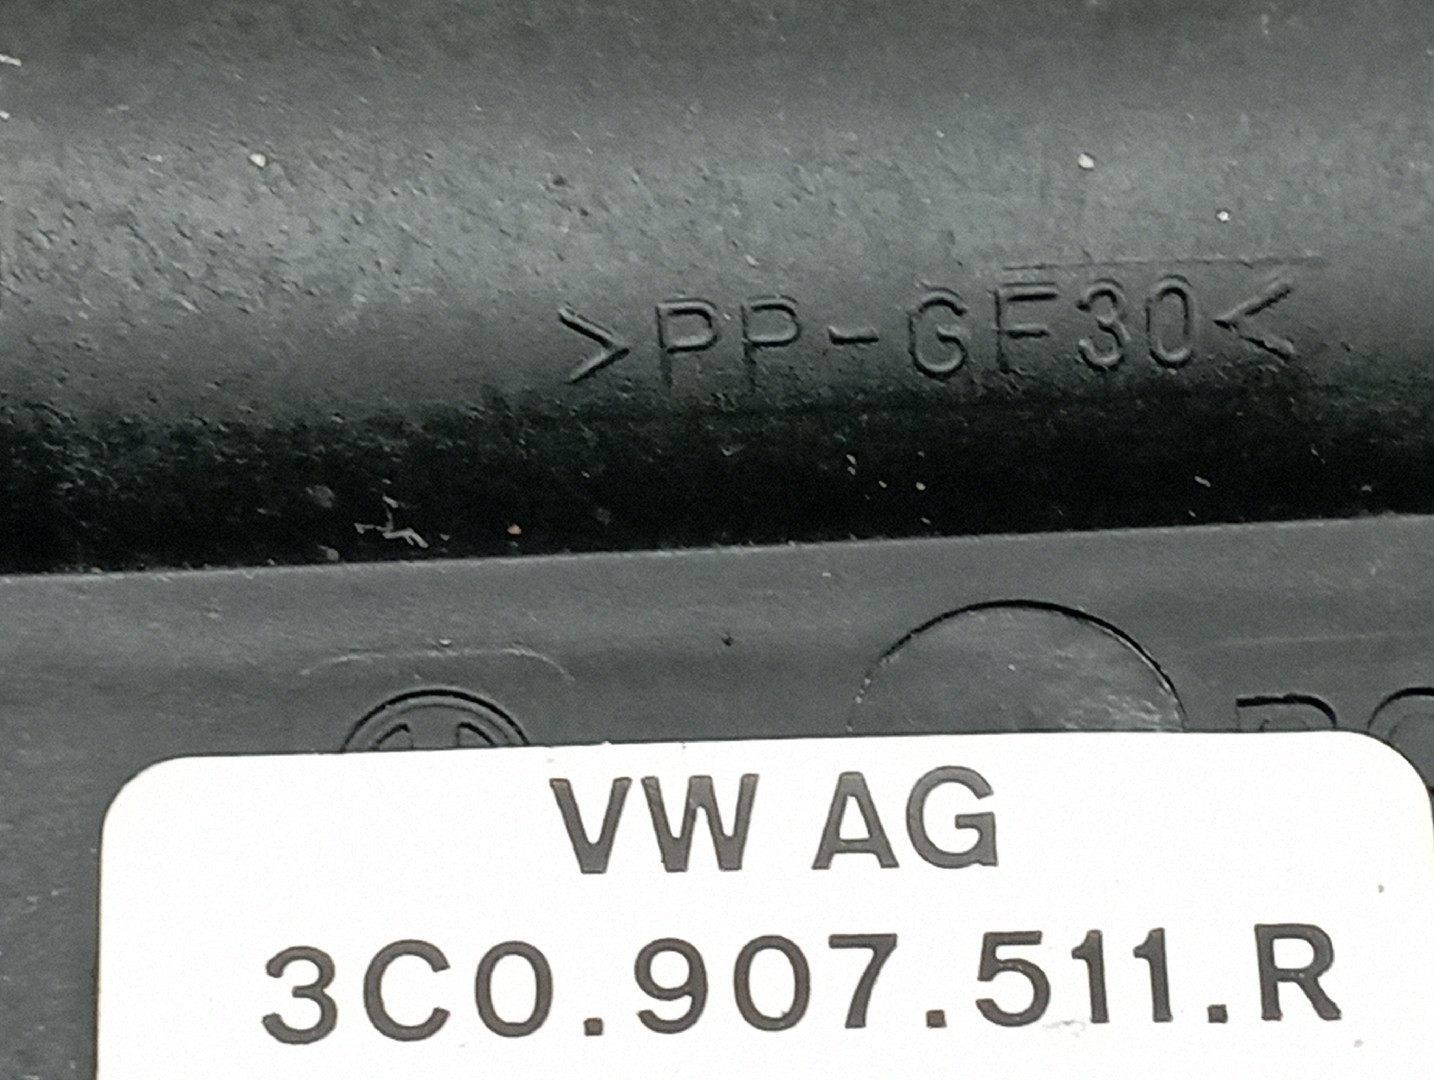 >PP-GF30<
VW AG
3C0.907.511.R